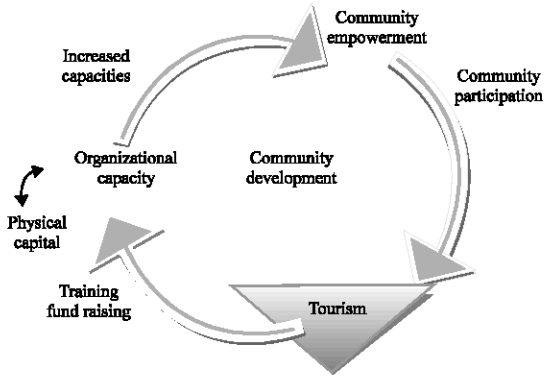 Community
empowerment
Increased
capacities
Community
participation
Organizational
capacity
Community
development
Physical
capital
Training
fund raising
Tourism